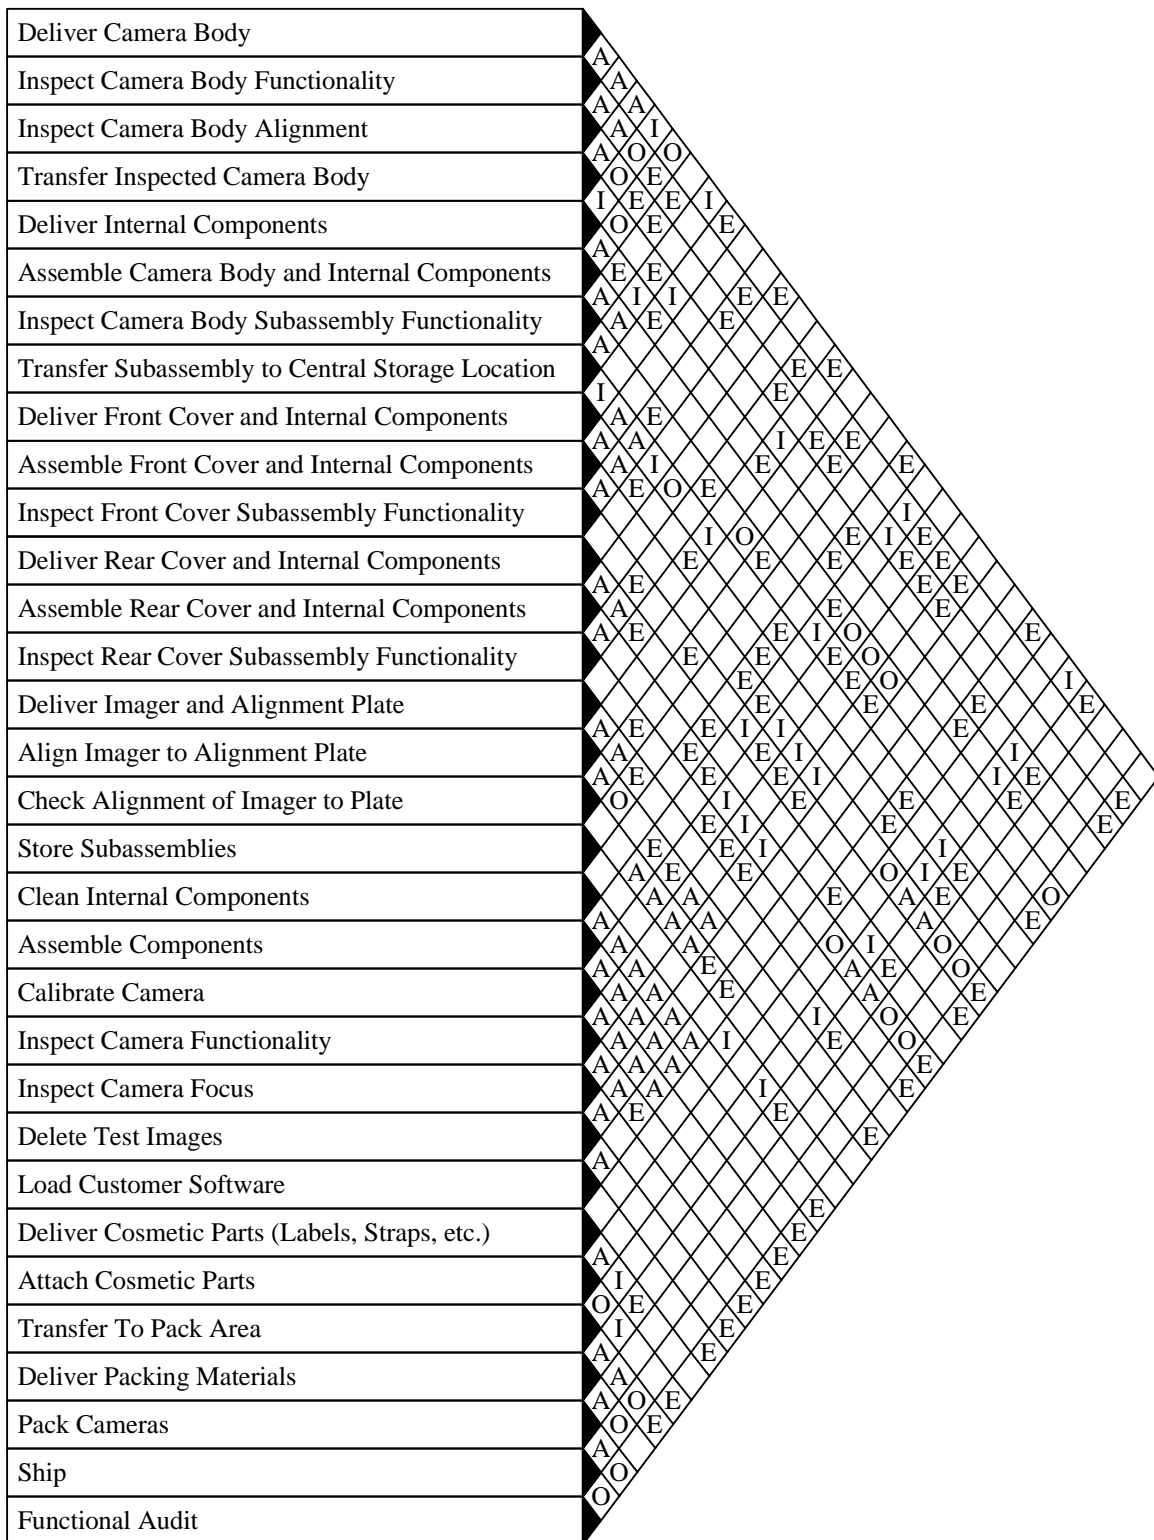 Deliver Camera Body
A
Inspect Camera Body Functionality A
A A
Inspect Camera Body Alignment A I
A O O
Transfer Inspected Camera Body O E
I E E I
Deliver Internal Components O E E
A
Assemble Camera Body and Internal Components E E
A I I E E
Inspect Camera Body Subassembly Functionality A E E
A
Transfer Subassembly to Central Storage Location E E
I E
Deliver Front Cover and Internal Components A E
A A I E E
Assemble Front Cover and Internal Components A I E E E
A E O E
Inspect Front Cover Subassembly Functionality I
I O E I E
Deliver Rear Cover and Internal Components E E E E E
A E E E
Assemble Rear Cover and Internal Components A E E
A E E I O E
Inspect Rear Cover Subassembly Functionality E E E O
E E O I
Deliver Imager and Alignment Plate E E E E
A E E I I E
Align Imager to Alignment Plate A E E I I
A E E E I I E
Check Alignment of Imager to Plate O I E E E E
E I E E
Store Subassemblies E E I I
A E E O I E
Clean Internal Components A A E A E O
A A A A E
Assemble Components A A O I O
A A E A E O
Calibrate Camera A A E A E
A A A I O E
Inspect Camera Functionality A A A I E O
A A A E
Inspect Camera Focus A A I E
A E E
Delete Test Images E
A
Load Customer Software
E
Deliver Cosmetic Parts (Labels, Straps, etc.) E
A E
Attach Cosmetic Parts I E
O E E
Transfer To Pack Area I E
A E
Deliver Packing Materials A
A O E
Pack Cameras O E
A
Ship O
O
Functional Audit